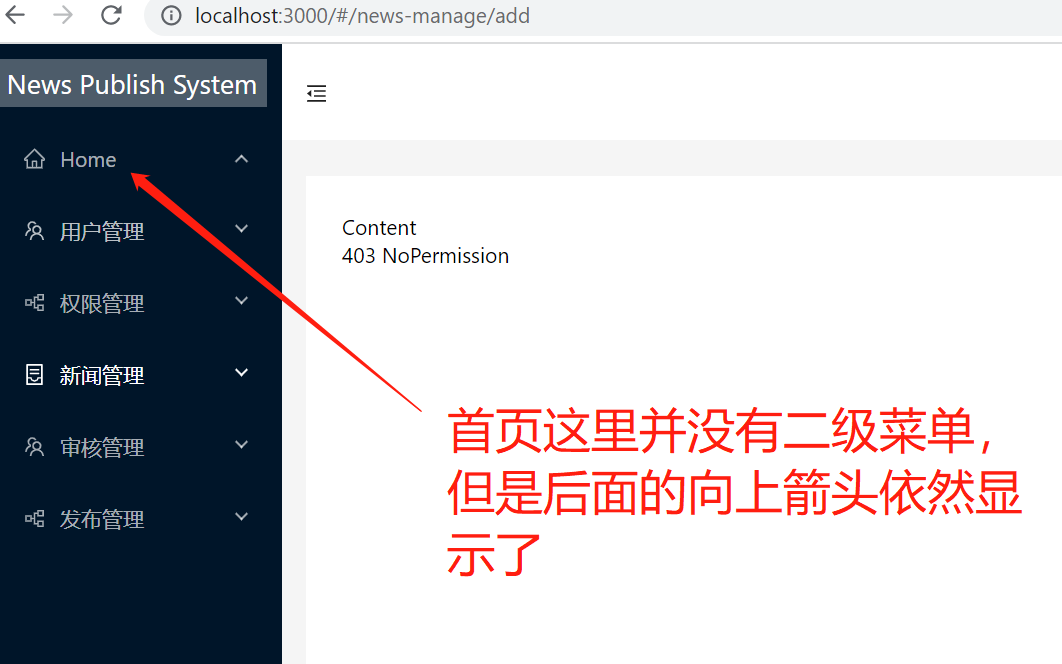 localhost:3000/#/news-manage/add
News Publish System
Home
用户管理
权限管理
新闻管理
审核管理
发布管理
Content
403 NoPermission
首页这里并没有二级菜单，
但是后面的向上箭头依然显
示了